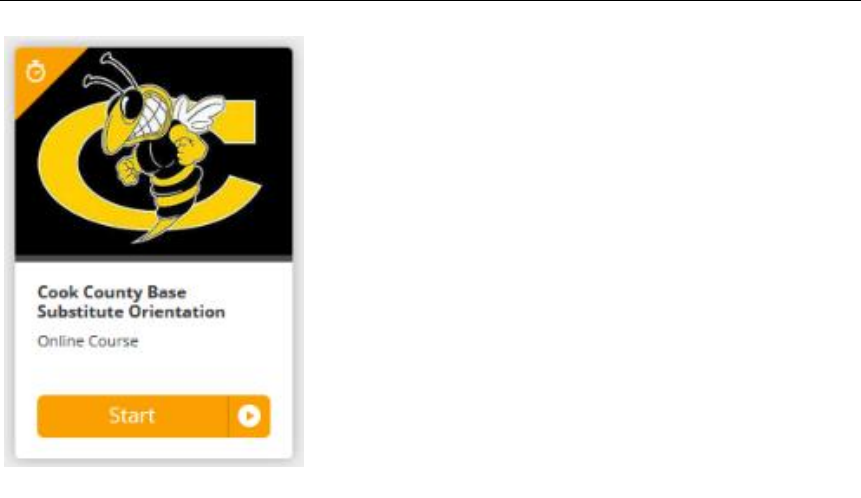 C
Cook County Base
Substitute Orientation
Online Course
Start